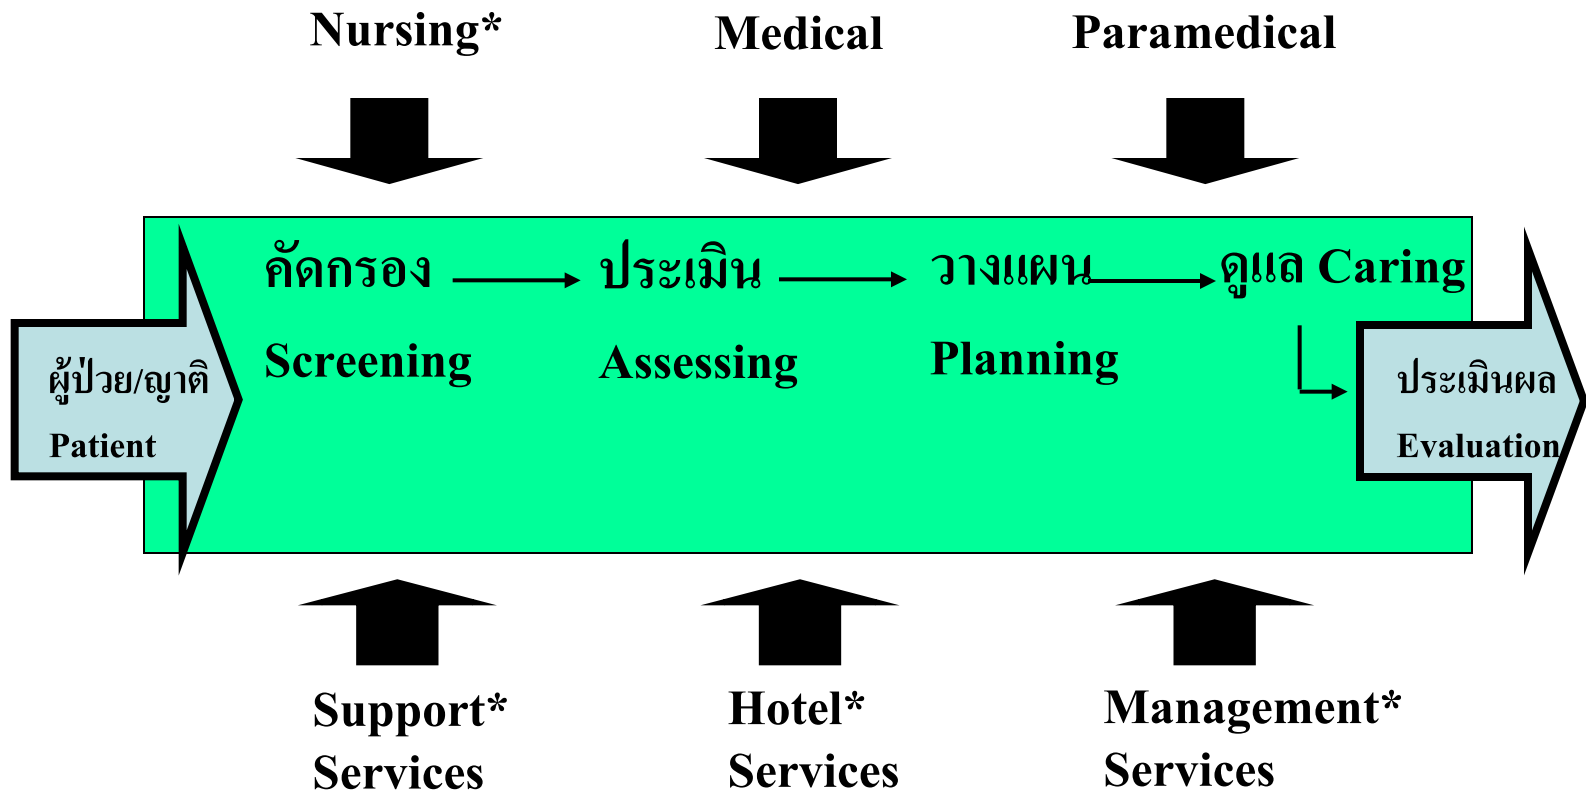 Nursing*
Medical
Paramedical
คัดกรอง
ประเมิน
วางแผน
ดูแล Caring
Screening
Assessing
Planning
ผู้ป่วย/ญาติ
Patient
ประเมินผล
Evaluation
Support*
Services
Hotel*
Services
Management*
Services